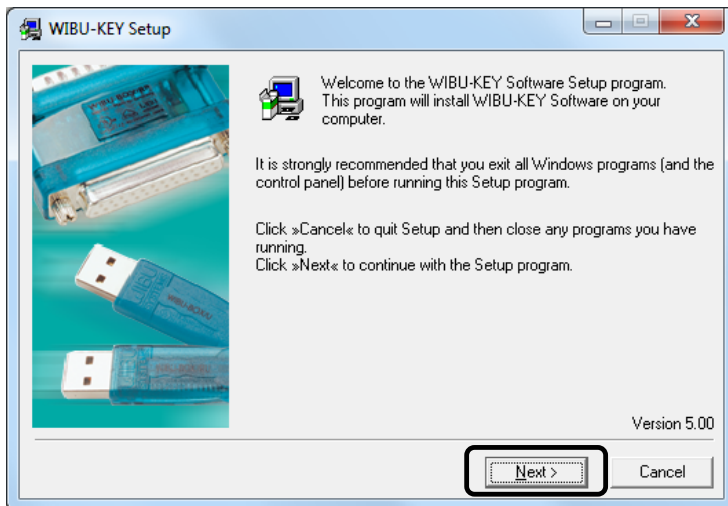 WIBU-KEY Setup
Welcome to the WIBU-KEY Software Setup program.
This program will install WIBU-KEY Software on your
computer.
It is strongly recommended that you exit all Windows programs (and the
control panel) before running this Setup program.
Click »Cancel« to quit Setup and then close any programs you have
running.
Click »Next« to continue with the Setup program.
Version 5.00
Next >
Cancel